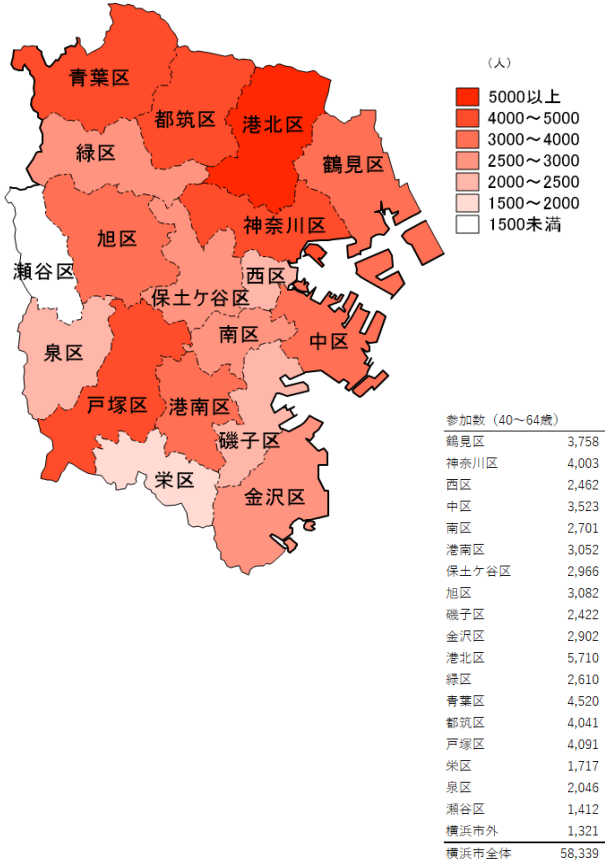 青葉区
都筑区
港北区
緑区
鶴見区
神奈川区
旭区
瀬谷区
西区
保土ケ谷区
南区
中区
泉区
戸塚区
港南区
磯子区
栄区
金沢区
（人）
5000以上
4000～5000
3000～4000
2500～3000
2000～2500
1500～2000
1500未満
参加数（40～64歳）
鶴見区 3,758
神奈川区 4,003
西区 2,462
中区 3,523
南区 2,701
港南区 3,052
保土ケ谷区 2,966
旭区 3,082
磯子区 2,422
金沢区 2,902
港北区 5,710
緑区 2,610
青葉区 4,520
都筑区 4,041
戸塚区 4,091
栄区 1,717
泉区 2,046
瀬谷区 1,412
横浜市外 1,321
横浜市全体 58,339